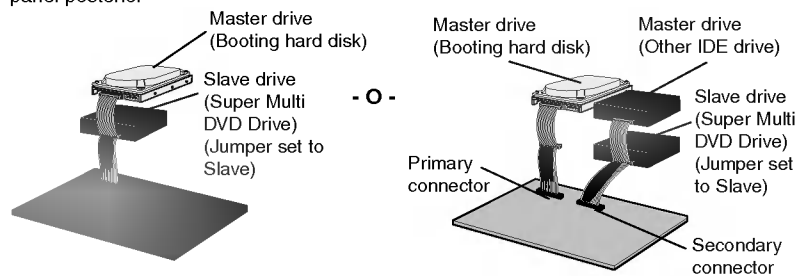 panel posterior
Master drive
(Booting hard disk)
Slave drive
(Super Multi
DVD Drive)
(Jumper set to
Slave)
- O -
Master drive
(Booting hard disk)
Master drive
(Other IDE drive)
Slave drive
(Super Multi
DVD Drive)
(Jumper set
to Slave)
Primary
connector
Secondary
connector